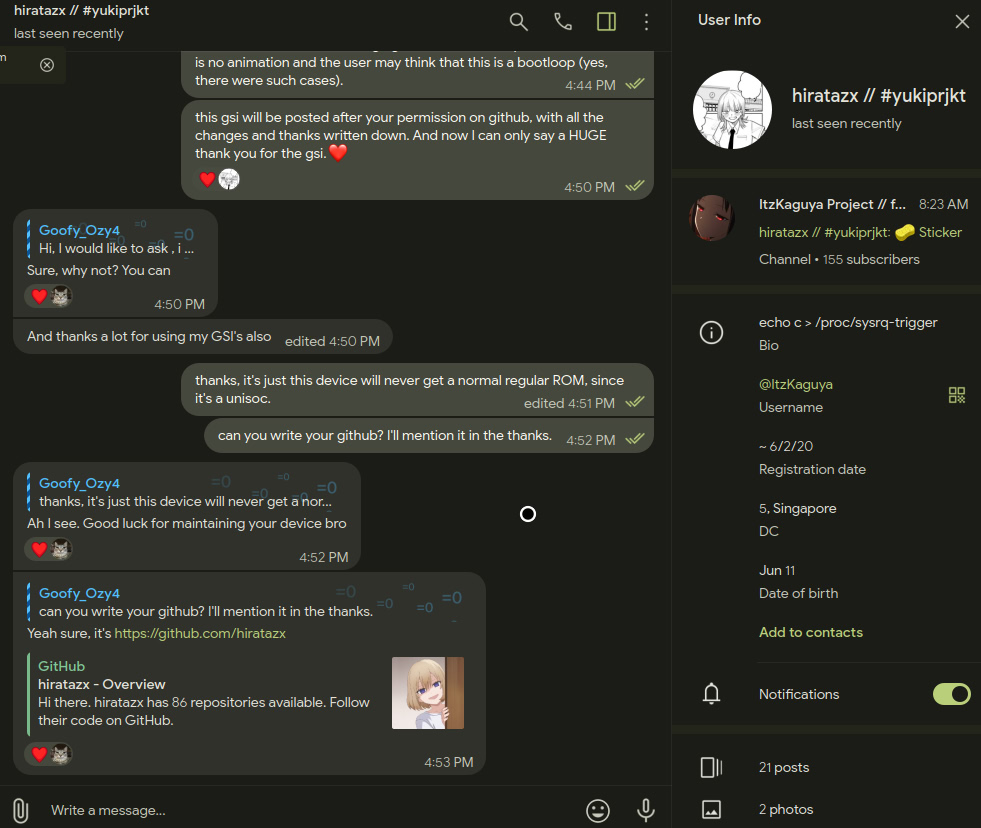 hiratazx // #yukiprjkt
last seen recently
m
is no animation and the user may think that this is a bootloop (yes,
there were such cases).
4:44 PM
this gsi will be posted after your permission on github, with all the
changes and thanks written down. And now I can only say a HUGE
thank you for the gsi.❤️
4:50 PM
Goofy_Ozy4
Hi, I would like to ask , i ...
Sure, why not? You can
4:50 PM
And thanks a lot for using my GSI's also
edited 4:50 PM
thanks, it's just this device will never get a normal regular ROM, since
it's a unisoc.
edited 4:51 PM
can you write your github? I'll mention it in the thanks.
4:52 PM
Goofy_Ozy4
thanks, it's just this device will never get a nor...
Ah I see. Good luck for maintaining your device bro
4:52 PM
Goofy_Ozy4
can you write your github? I'll mention it in the thanks.
Yeah sure, it's https://github.com/hiratazx
GitHub
hiratazx - Overview
Hi there. hiratazx has 86 repositories available. Follow
their code on GitHub.
4:53 PM
Write a message...
User Info
hiratazx // #yukiprjkt
last seen recently
ItzKaguya Project // f...
8:23 AM
hiratazx // #yukiprjkt: 🧽 Sticker
Channel • 155 subscribers
echo c > /proc/sysrq-trigger
Bio
@ItzKaguya
Username
~ 6/2/20
Registration date
5, Singapore
DC
Jun 11
Date of birth
Add to contacts
Notifications
21 posts
2 photos